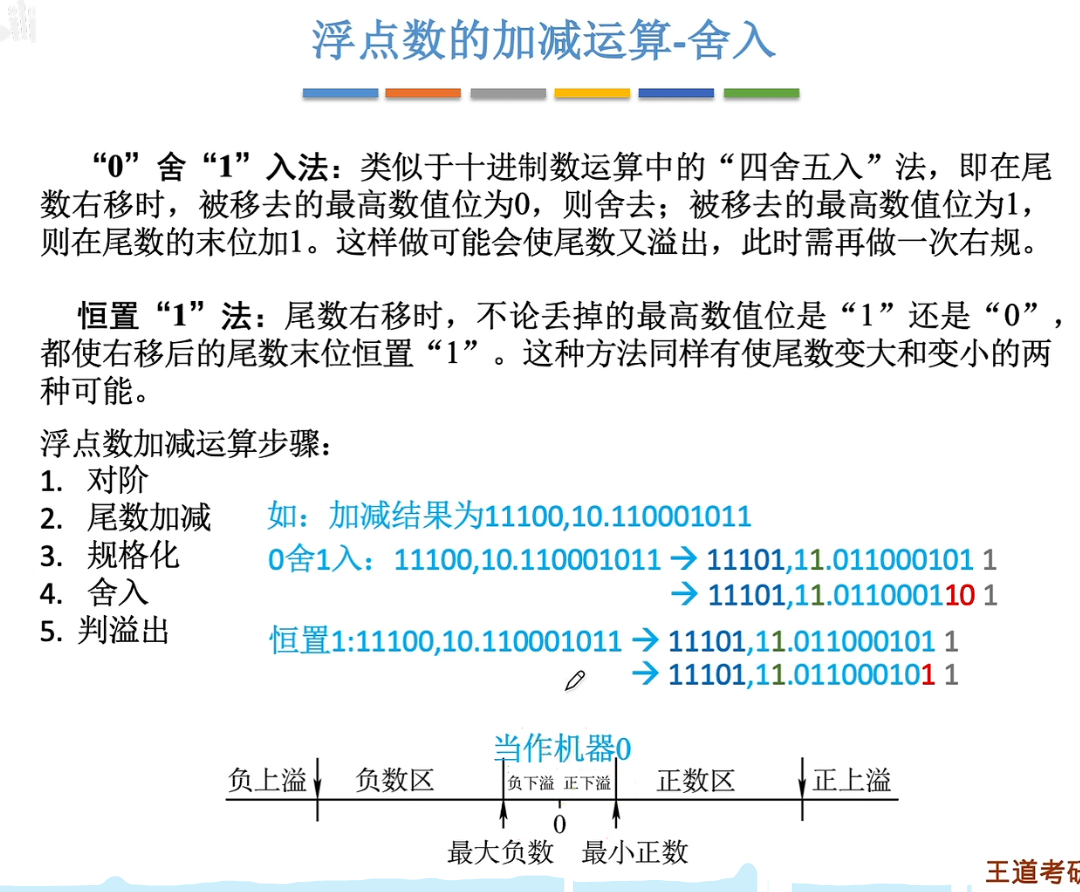 浮点数的加减运算-舍入
“0”舍“1”入法：类似于十进制数运算中的“四舍五入”法，即在尾
数右移时，被移去的最高数值位为0，则舍去；被移去的最高数值位为1，
则在尾数的末位加1。这样做可能会使尾数又溢出，此时需再做一次右规。
恒置“1”法：尾数右移时，不论丢掉的最高数值位是“1”还是“0”，
都使右移后的尾数末位恒置“1”。这种方法同样有使尾数变大和变小的两
种可能。
浮点数加减运算步骤：
1. 对阶
2. 尾数加减
3. 规格化
4. 舍入
5. 判溢出
如：加减结果为11100,10.110001011
0舍1入：11100,10.110001011 → 11101,11.011000101 1
→ 11101,11.011000110 1
恒置1:11100,10.110001011 → 11101,11.011000101 1
→ 11101,11.011000101 1
当作机器0
负上溢 负数区 负下溢 正下溢 正数区 正上溢
0
最大负数 最小正数
王道考研